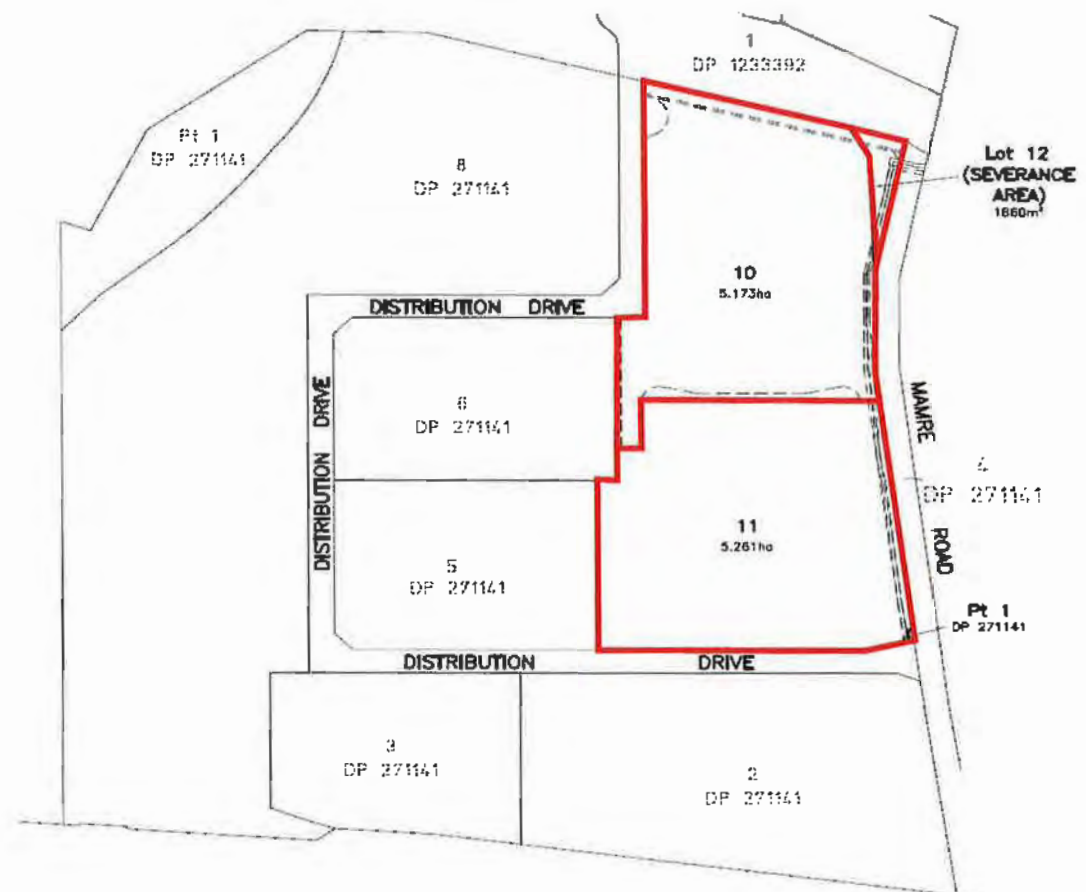 1
DP 1233392
Pt 1
DP 271141
8
DP 271141
Lot 12
(SEVERANCE
AREA)
1860m²
10
5.173ha
DISTRIBUTION DRIVE
DISTRIBUTION DRIVE
6
DP 271141
MAMRE ROAD
4
DP 271141
11
5.261ha
5
DP 271141
Pt 1
DP 271141
DISTRIBUTION DRIVE
3
DP 271141
2
DP 271141